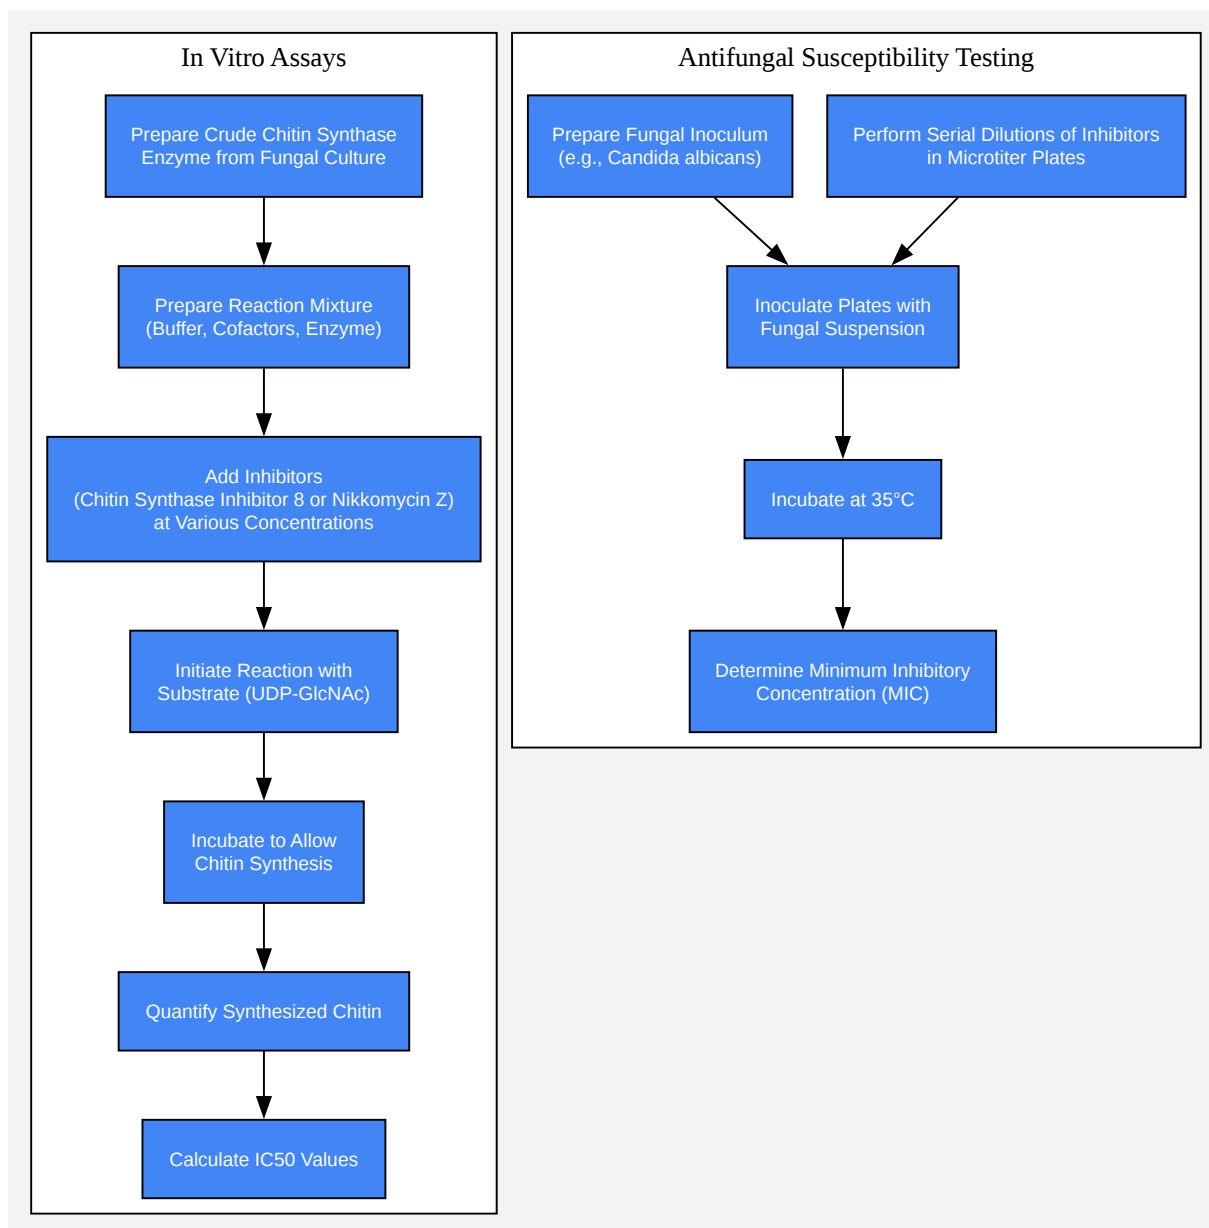 In Vitro Assays
Prepare Crude Chitin Synthase
Enzyme from Fungal Culture
Prepare Reaction Mixture
(Buffer, Cofactors, Enzyme)
Add Inhibitors
(Chitin Synthase Inhibitor 8 or Nikkomycin Z)
at Various Concentrations
Initiate Reaction with
Substrate (UDP-GlcNAc)
Incubate to Allow
Chitin Synthesis
Quantify Synthesized Chitin
Calculate IC50 Values
Antifungal Susceptibility Testing
Prepare Fungal Inoculum
(e.g., Candida albicans)
Perform Serial Dilutions of Inhibitors
in Microtiter Plates
Inoculate Plates with
Fungal Suspension
Incubate at 35°C
Determine Minimum Inhibitory
Concentration (MIC)